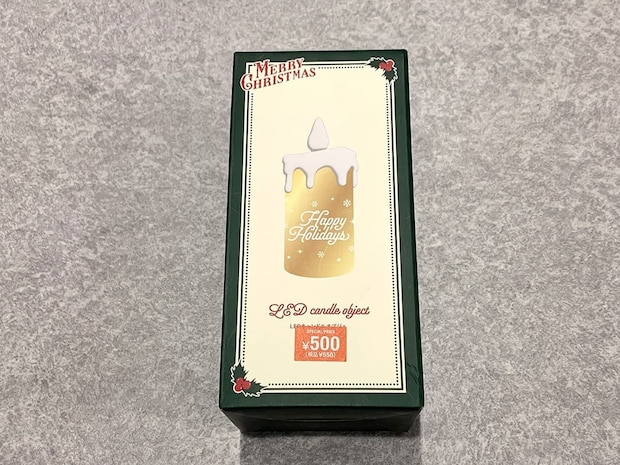 MERRY
CHRISTMAS
Happy
Holidays
LED candle object
SPECIAL PRICE
¥500
(税込¥550)